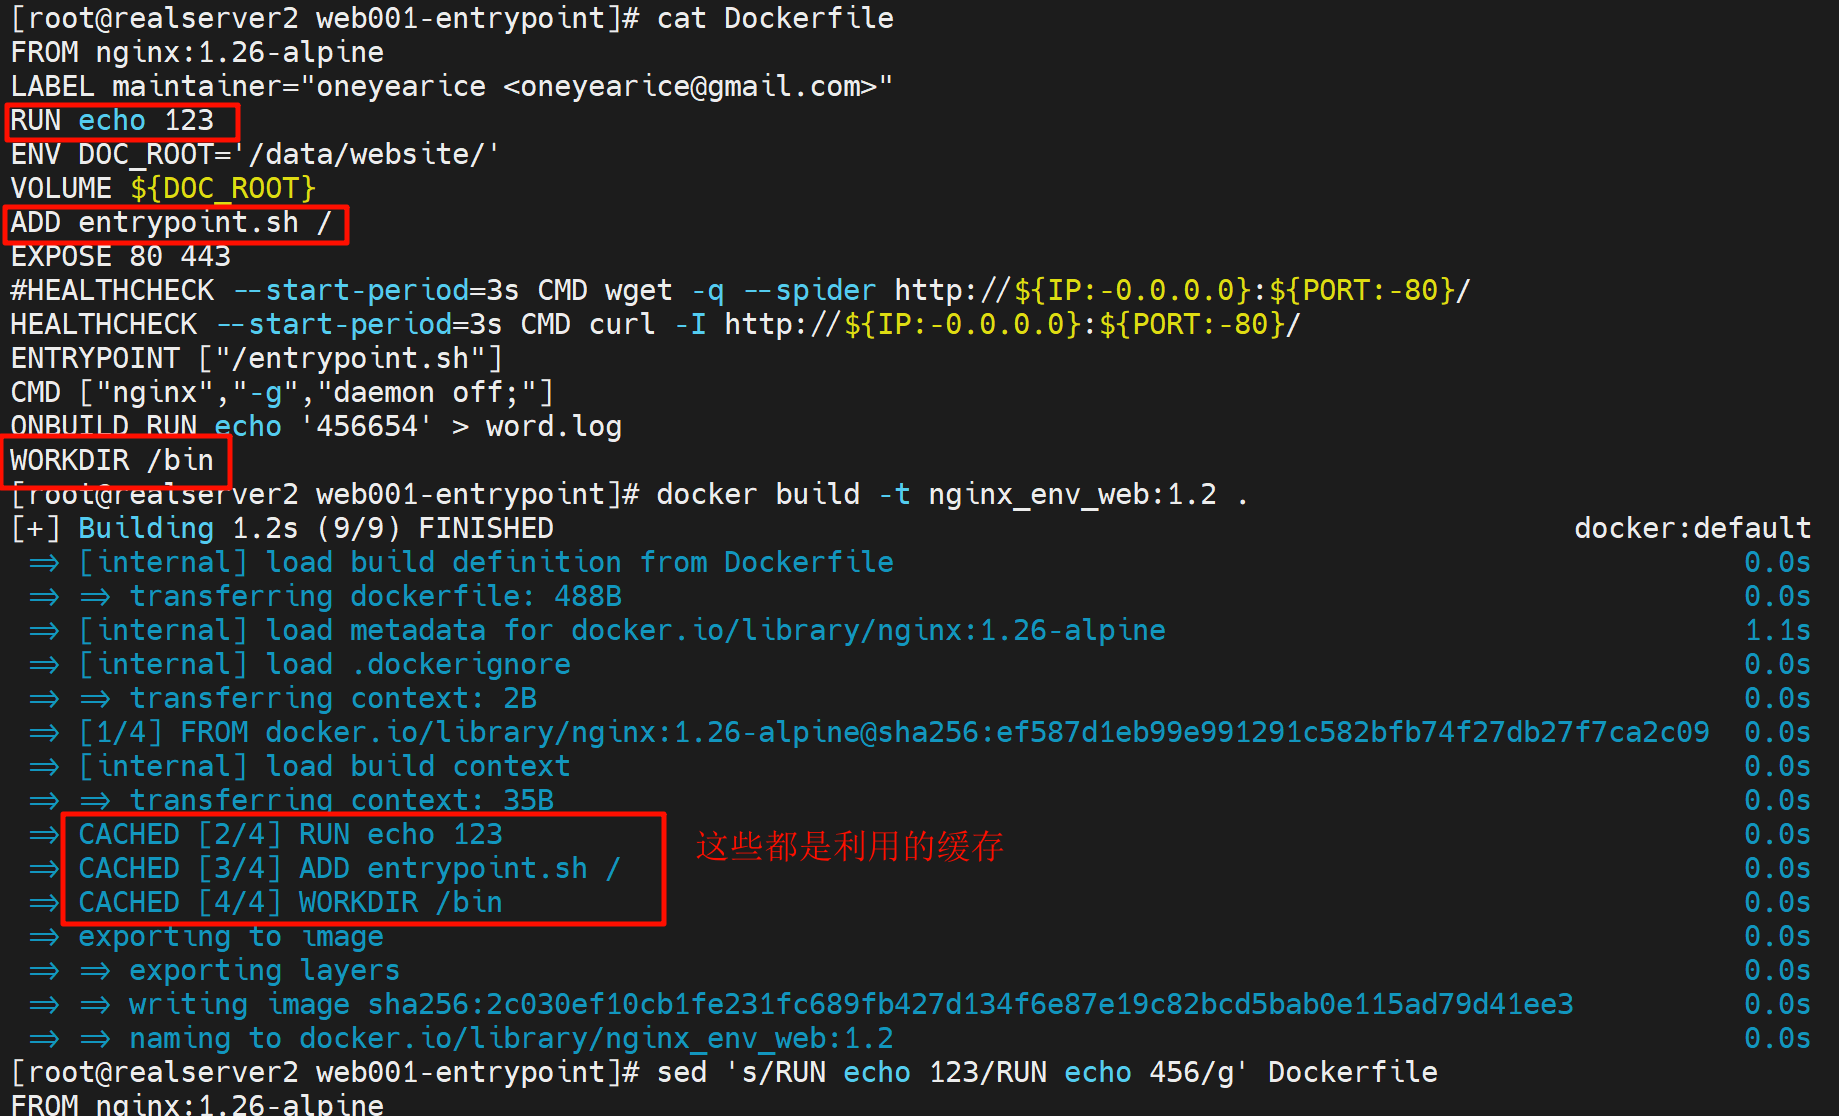 [root@realserver2 web001-entrypoint]# cat Dockerfile
FROM nginx:1.26-alpine
LABEL maintainer="oneyearice <oneyearice@gmail.com>"
RUN echo 123
ENV DOC_ROOT='/data/website/'
VOLUME ${DOC_ROOT}
ADD entrypoint.sh /
EXPOSE 80 443
#HEALTHCHECK --start-period=3s CMD wget -q --spider http://${IP:-0.0.0.0}:${PORT:-80}/
HEALTHCHECK --start-period=3s CMD curl -I http://${IP:-0.0.0.0}:${PORT:-80}/
ENTRYPOINT ["/entrypoint.sh"]
CMD ["nginx","-g","daemon off;"]
ONBUILD RUN echo '456654' > word.log
WORKDIR /bin
[root@realserver2 web001-entrypoint]# docker build -t nginx_env_web:1.2 .
[+] Building 1.2s (9/9) FINISHED docker:default
=> [internal] load build definition from Dockerfile 0.0s
=> => transferring dockerfile: 488B 0.0s
=> [internal] load metadata for docker.io/library/nginx:1.26-alpine 1.1s
=> [internal] load .dockerignore 0.0s
=> => transferring context: 2B 0.0s
=> [1/4] FROM docker.io/library/nginx:1.26-alpine@sha256:ef587d1eb99e991291c582bfb74f27db27f7ca2c09 0.0s
=> [internal] load build context 0.0s
=> => transferring context: 35B 0.0s
=> CACHED [2/4] RUN echo 123 0.0s
这些都是利用的缓存
=> CACHED [3/4] ADD entrypoint.sh / 0.0s
=> CACHED [4/4] WORKDIR /bin 0.0s
=> exporting to image 0.0s
=> => exporting layers 0.0s
=> => writing image sha256:2c030ef10cb1fe231fc689fb427d134f6e87e19c82bcd5bab0e115ad79d41ee3 0.0s
=> => naming to docker.io/library/nginx_env_web:1.2 0.0s
[root@realserver2 web001-entrypoint]# sed 's/RUN echo 123/RUN echo 456/g' Dockerfile
FROM nginx:1.26-alpine